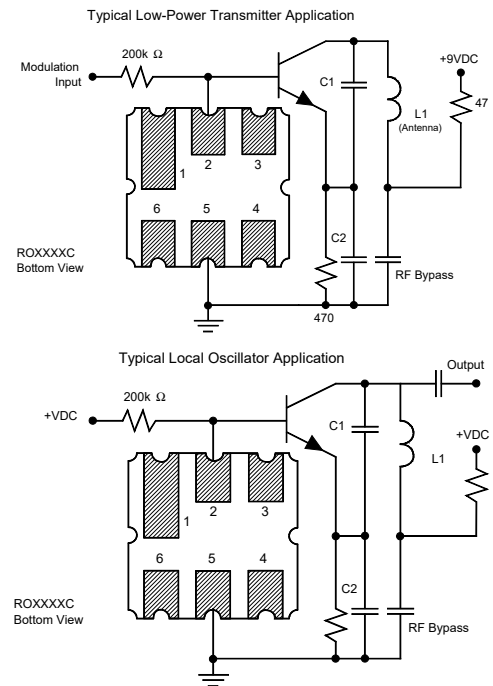 Typical Low-Power Transmitter Application
200k Ω
Modulation
Input
C1
+9VDC
47
L1
(Antenna)
1
2
3
6
5
4
ROXXXXC
Bottom View
C2
RF Bypass
470
Typical Local Oscillator Application
Output
200k Ω
+VDC
C1
+VDC
L1
1
2
3
6
5
4
ROXXXXC
Bottom View
C2
RF Bypass